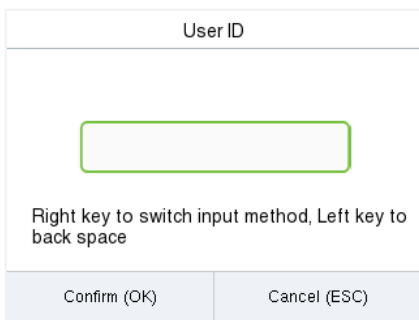 User ID
Right key to switch input method, Left key to
back space
Confirm (OK)
Cancel (ESC)